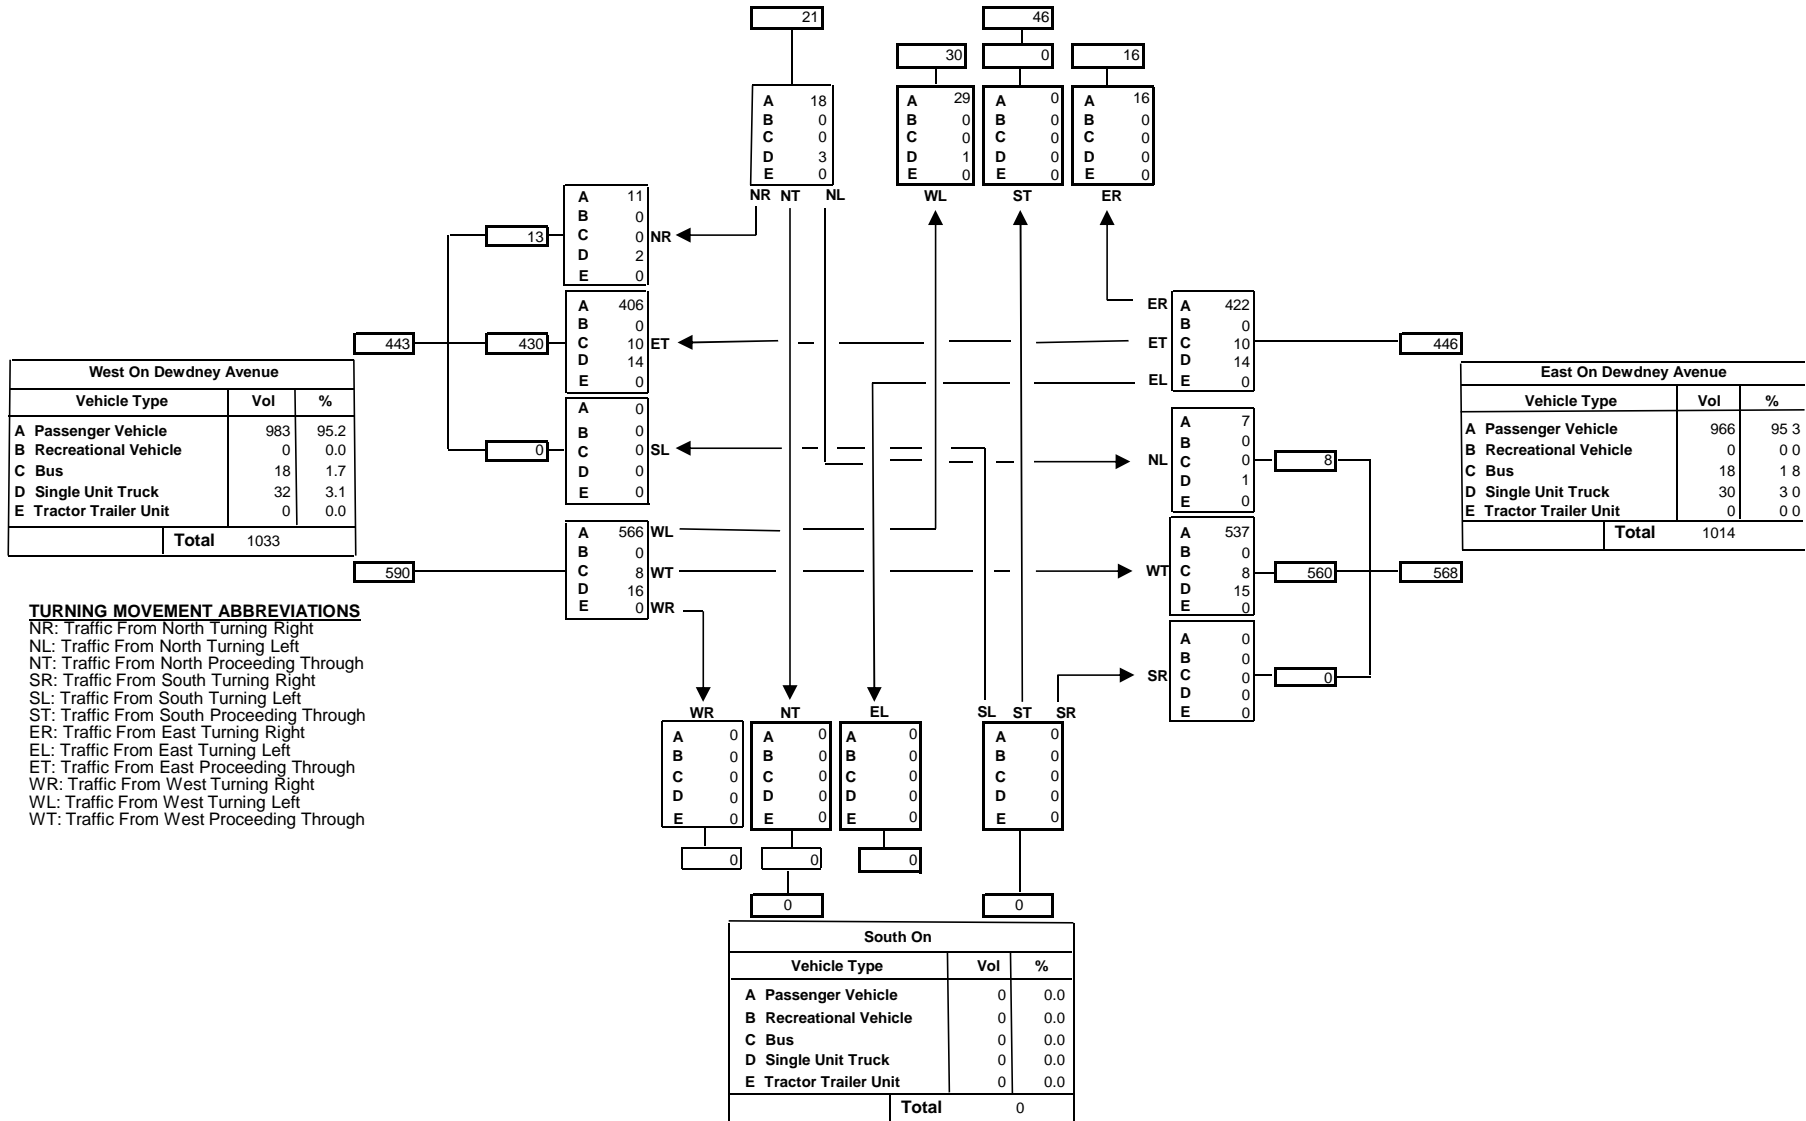 21
46
30
0
16
A 18
B 0
C 0
D 3
E 0
A 29
B 0
C 0
D 1
E 0
A 0
B 0
C 0
D 0
E 0
A 16
B 0
C 0
D 0
E 0
NR NT NL
WL
ST
ER
13
A 11
B 0
C 0
D 2
E 0
NR
443
430
A 406
B 0
C 10
D 14
E 0
ET
0
A 0
B 0
C 0
D 0
E 0
SL
590
A 566
B 0
C 8
D 16
E 0
WL
WT
WR
ER
ET
EL
A 422
B 0
C 10
D 14
E 0
446
NL
A 7
B 0
C 0
D 1
E 0
8
WT
A 537
B 0
C 8
D 15
E 0
560
568
SR
A 0
B 0
C 0
D 0
E 0
0
West On Dewdney Avenue
Vehicle Type Vol %
A Passenger Vehicle 983 95.2
B Recreational Vehicle 0 0.0
C Bus 18 1.7
D Single Unit Truck 32 3.1
E Tractor Trailer Unit 0 0.0
Total 1033
East On Dewdney Avenue
Vehicle Type Vol %
A Passenger Vehicle 966 95 3
B Recreational Vehicle 0 0 0
C Bus 18 1 8
D Single Unit Truck 30 3 0
E Tractor Trailer Unit 0 0 0
Total 1014
TURNING MOVEMENT ABBREVIATIONS
NR: Traffic From North Turning Right
NL: Traffic From North Turning Left
NT: Traffic From North Proceeding Through
SR: Traffic From South Turning Right
SL: Traffic From South Turning Left
ST: Traffic From South Proceeding Through
ER: Traffic From East Turning Right
EL: Traffic From East Turning Left
ET: Traffic From East Proceeding Through
WR: Traffic From West Turning Right
WL: Traffic From West Turning Left
WT: Traffic From West Proceeding Through
WR
NT
EL
SL ST SR
A 0
B 0
C 0
D 0
E 0
A 0
B 0
C 0
D 0
E 0
A 0
B 0
C 0
D 0
E 0
A 0
B 0
C 0
D 0
E 0
0
0
0
0
0
South On
Vehicle Type Vol %
A Passenger Vehicle 0 0.0
B Recreational Vehicle 0 0.0
C Bus 0 0.0
D Single Unit Truck 0 0.0
E Tractor Trailer Unit 0 0.0
Total 0